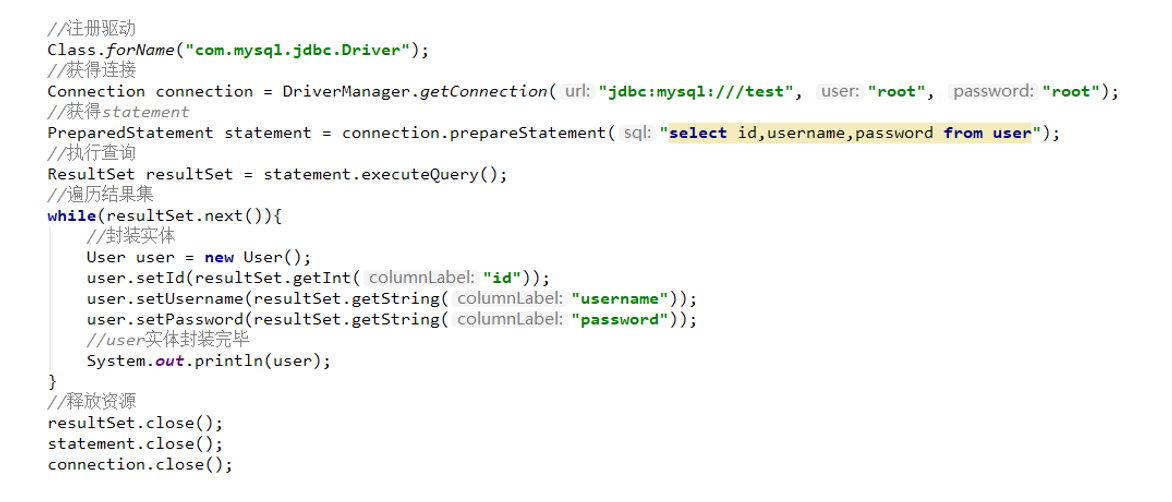 //注册驱动
Class.forName("com.mysql.jdbc.Driver");
//获得连接
Connection connection = DriverManager.getConnection( url: "jdbc:mysql:///test", user: "root", password: "root");
//获得statement
PreparedStatement statement = connection.prepareStatement( sql: "select id,username,password from user");
//执行查询
ResultSet resultSet = statement.executeQuery();
//遍历结果集
while(resultSet.next()){
    //封装实体
    User user = new User();
    user.setId(resultSet.getInt( columnLabel: "id"));
    user.setUsername(resultSet.getString( columnLabel: "username"));
    user.setPassword(resultSet.getString( columnLabel: "password"));
    //user实体封装完毕
    System.out.println(user);
}
//释放资源
resultSet.close();
statement.close();
connection.close();